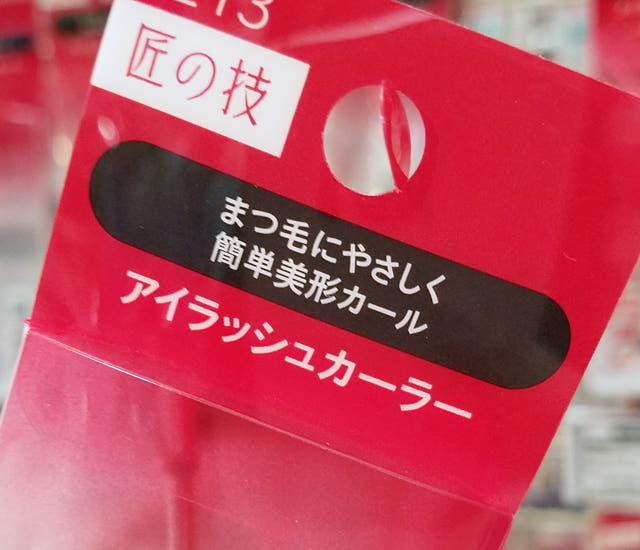 匠の技
まつ毛にやさしく
簡単美形カール
アイラッシュカーラー